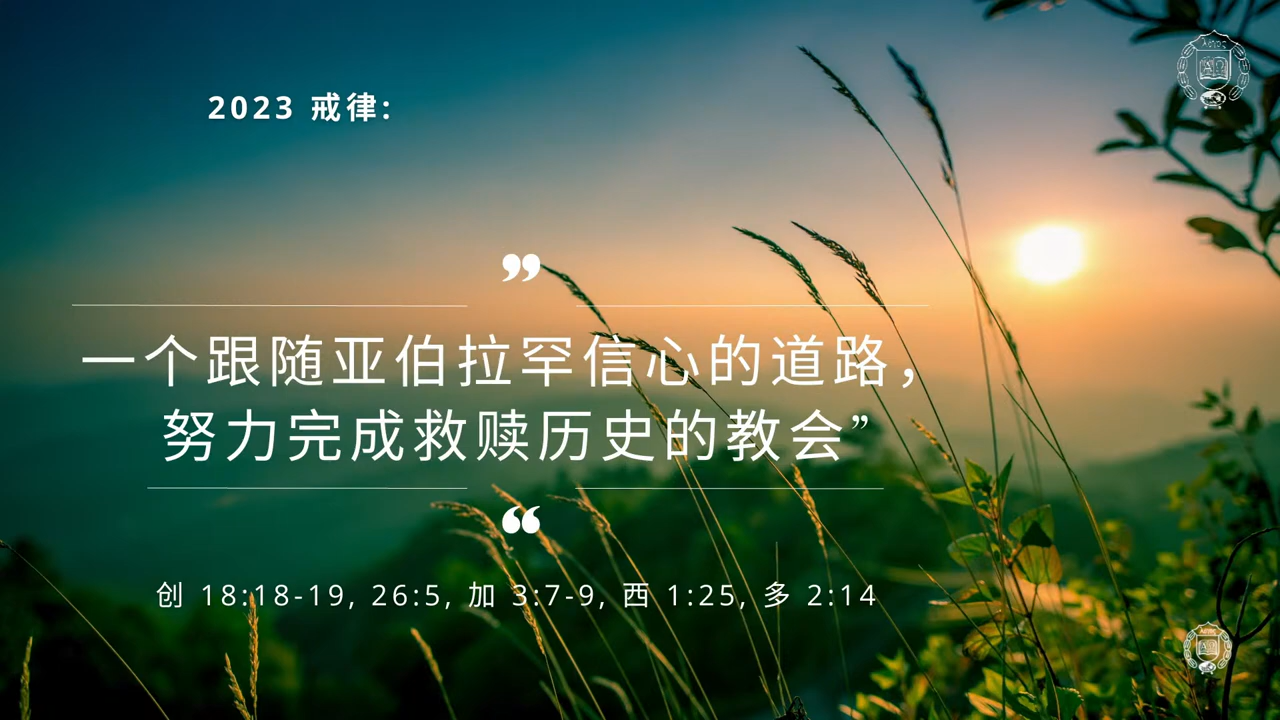 2023 戒律:
”
一个跟随亚伯拉罕信心的道路,
努力完成救赎历史的教会”
“
创 18:18-19, 26:5, 加 3:7-9, 西 1:25, 多 2:14